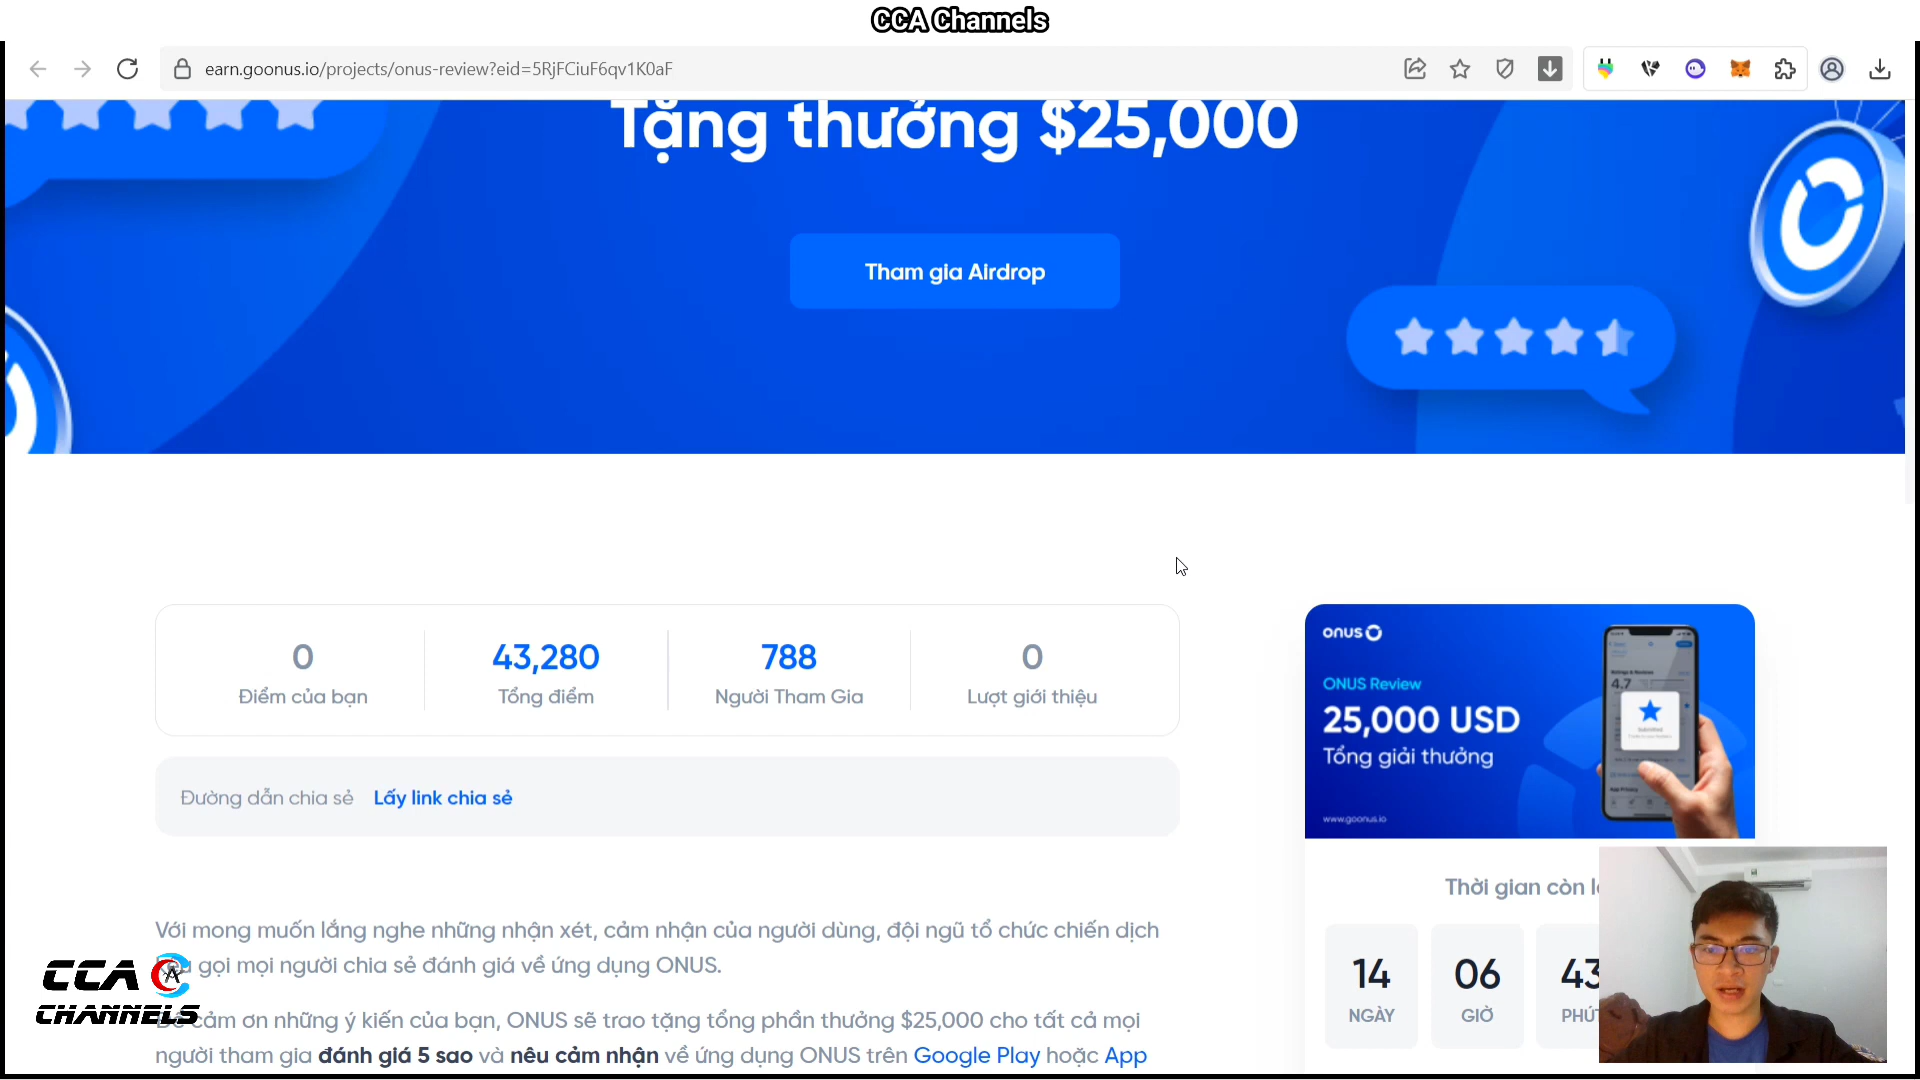 CCA Channels
earn.goonus.io/projects/onus-review?eid=5RjFCiuF6qv1K0aF
Tặng thưởng $25,000
Tham gia Airdrop
0
Điểm của bạn
43,280
Tổng điểm
788
Người Tham Gia
0
Lượt giới thiệu
Đường dẫn chia sẻ Lấy link chia sẻ
onus
ONUS Review
25,000 USD
Tổng giải thưởng
www.goonus.io
4.7
Thời gian còn
14
NGÀY
06
GIỜ
43
PHÚT
Với mong muốn lắng nghe những nhận xét, cảm nhận của người dùng, đội ngũ tổ chức chiến dịch
gọi mọi người chia sẻ đánh giá về ứng dụng ONUS.
cảm ơn những ý kiến của bạn, ONUS sẽ trao tặng tổng phần thưởng $25,000 cho tất cả mọi
người tham gia đánh giá 5 sao và nêu cảm nhận về ứng dụng ONUS trên Google Play hoặc App
CCA
CHANNELS